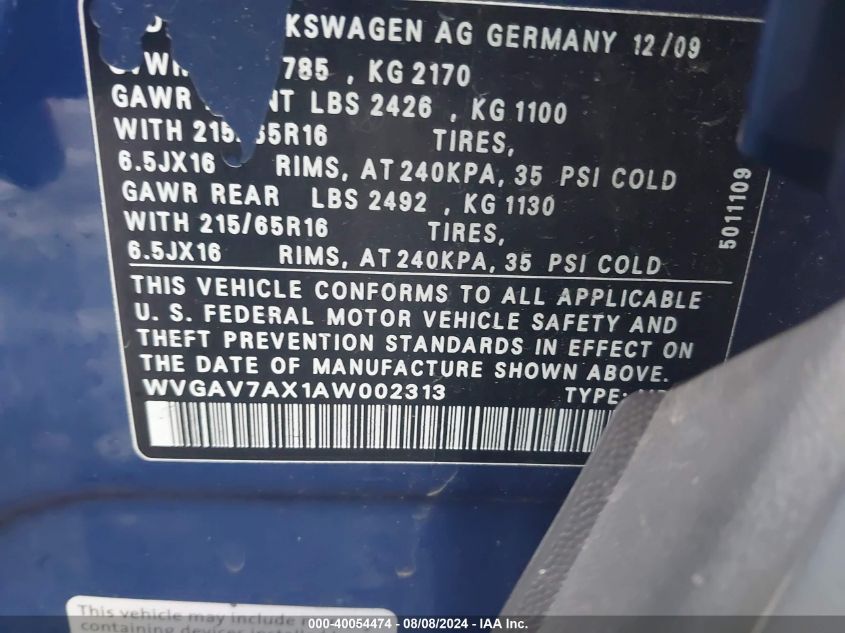 KSWAGEN AG GERMANY 12/09
785 , KG 2170
GAWR NT LBS 2426 , KG 1100
WITH 215 65R16 TIRES,
6.5JX16 RIMS, AT 240KPA, 35 PSI COLD
GAWR REAR LBS 2492 , KG 1130
WITH 215/65R16 TIRES,
6.5JX16 RIMS, AT 240KPA, 35 PSI COLD
5011109
THIS VEHICLE CONFORMS TO ALL APPLICABLE
U. S. FEDERAL MOTOR VEHICLE SAFETY AND
THEFT PREVENTION STANDARDS IN EFFECT ON
THE DATE OF MANUFACTURE SHOWN ABOVE.
WVGAV7AX1AW002313 TYPE:
This vehicle may include
containing devices
000-40054474 - 08/08/2024 - IAA Inc.